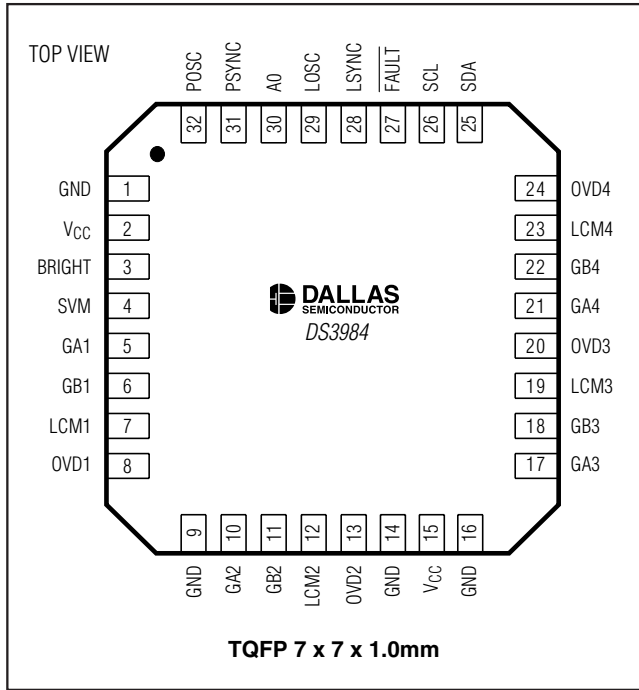 TOP VIEW
POSC
PSYNC
A0
LOSC
LSYNC
FAULT
SCL
SDA
32
31
30
29
28
27
26
25
GND 1
VCC 2
BRIGHT 3
SVM 4
GA1 5
GB1 6
LCM1 7
OVD1 8
DALLAS
SEMICONDUCTOR
DS3984
24 OVD4
23 LCM4
22 GB4
21 GA4
20 OVD3
19 LCM3
18 GB3
17 GA3
9
10
11
12
13
14
15
16
GND
GA2
GB2
LCM2
OVD2
GND
VCC
GND
TQFP 7 x 7 x 1.0mm